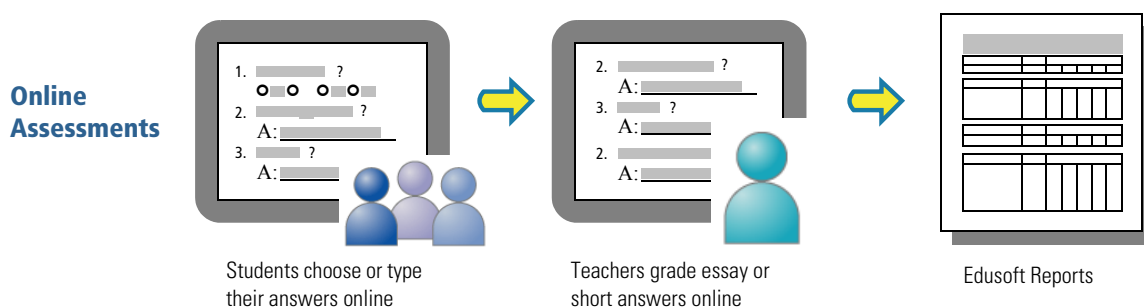 Online
Assessments
1. ?
2. ?
A:
3. ?
A:
Students choose or type
their answers online
2. ?
A:
3. ?
A:
2.
A:
Teachers grade essay or
short answers online
Edusoft Reports